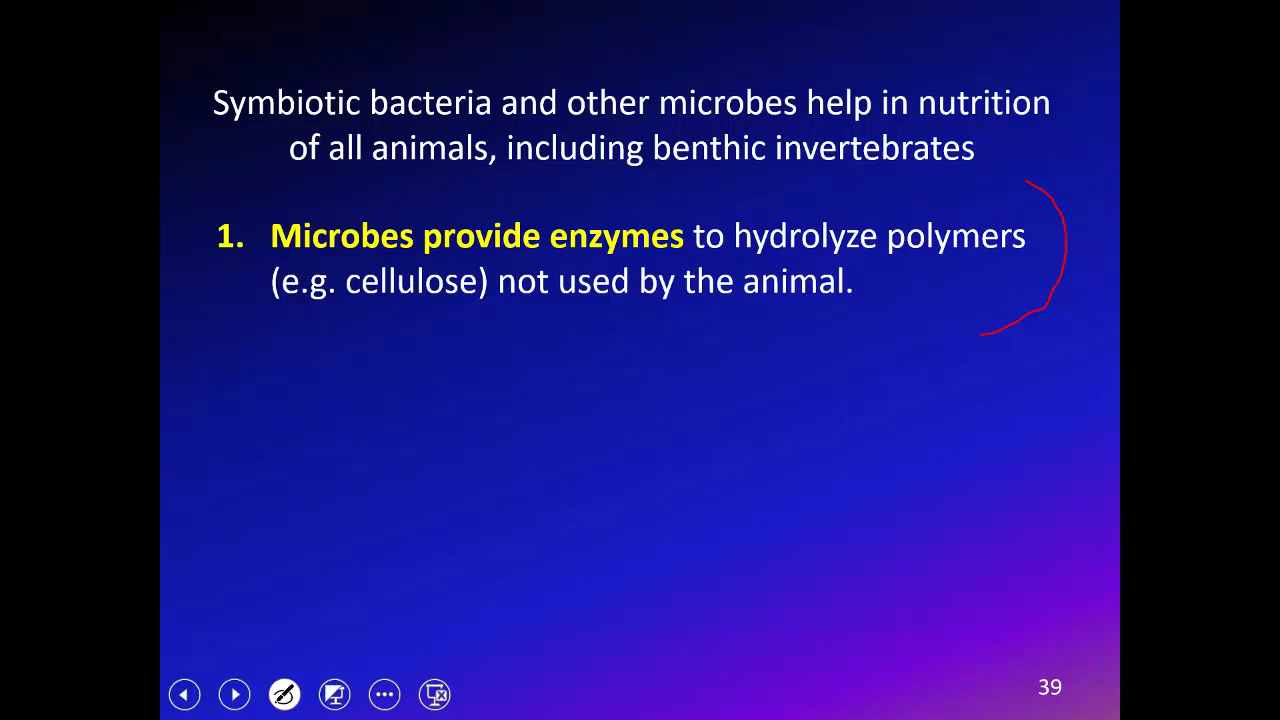 Symbiotic bacteria and other microbes help in nutrition
of all animals, including benthic invertebrates
1. Microbes provide enzymes to hydrolyze polymers
(e.g. cellulose) not used by the animal.
39